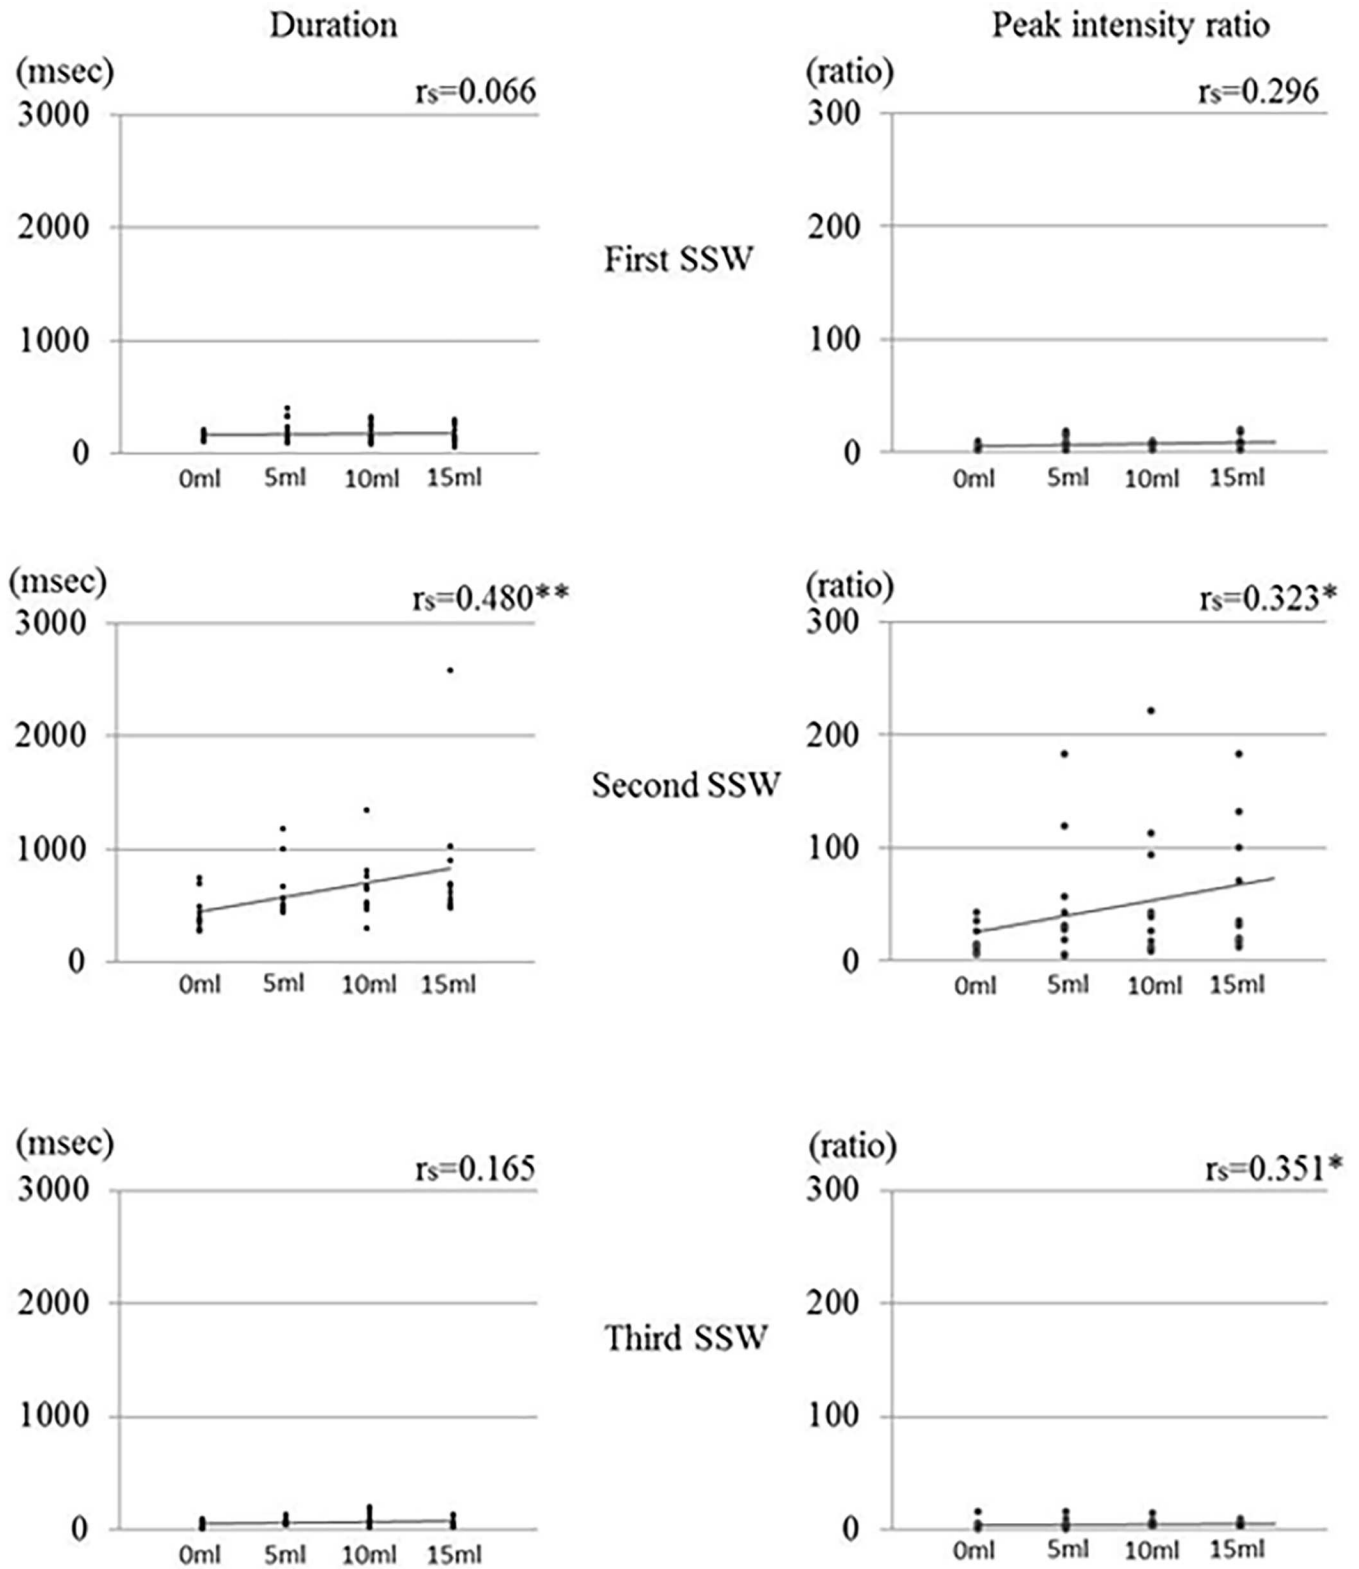 Duration
Peak intensity ratio
(msec)
(ratio)
rs=0.066
rs=0.296
3000
300
2000
200
First SSW
1000
100
0
0
0ml 5ml 10ml 15ml
0ml 5ml 10ml 15ml
(msec)
(ratio)
rs=0.480**
rs=0.323*
3000
300
2000
200
Second SSW
1000
100
0
0
0ml 5ml 10ml 15ml
0ml 5ml 10ml 15ml
(msec)
(ratio)
rs=0.165
rs=0.351*
3000
300
2000
200
Third SSW
1000
100
0
0
0ml 5ml 10ml 15ml
0ml 5ml 10ml 15ml